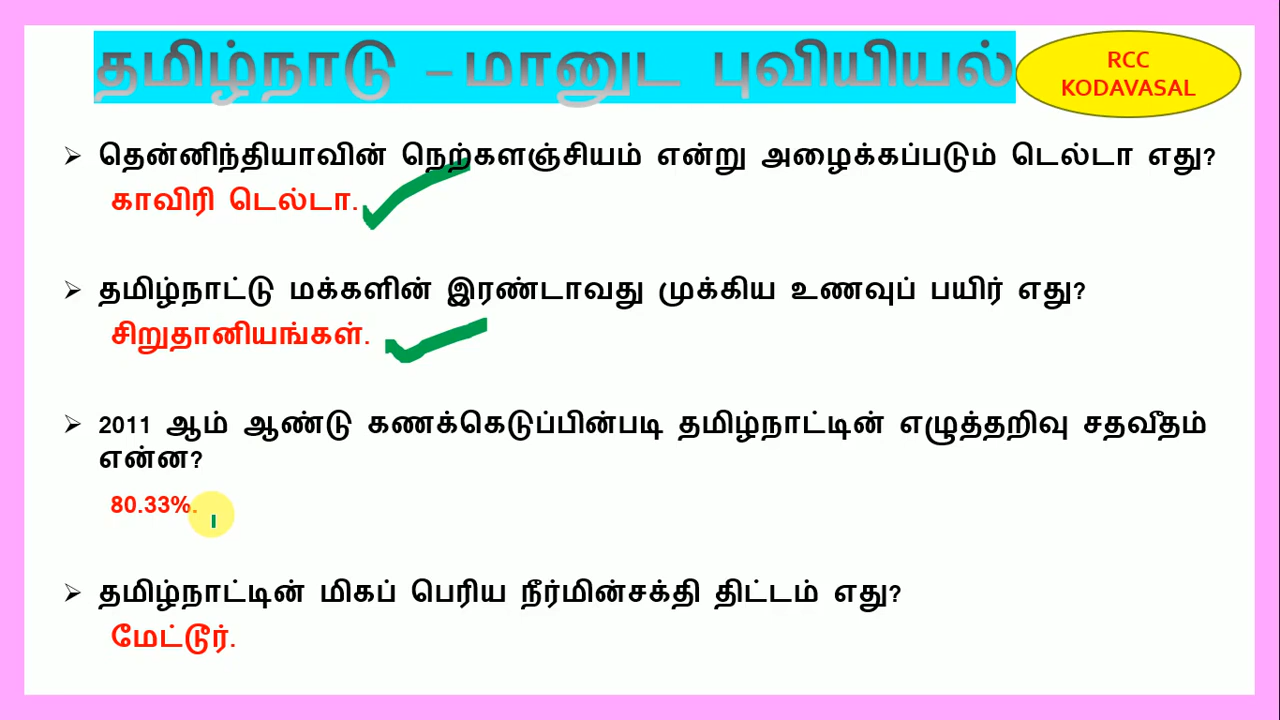 தமிழ்நாடு – மானுட புவியியல்
RCC
KODAVASAL
➢ தென்னிந்தியாவின் நெற்களஞ்சியம் என்று அழைக்கப்படும் டெல்டா எது?
காவிரி டெல்டா.
➢ தமிழ்நாட்டு மக்களின் இரண்டாவது முக்கிய உணவுப் பயிர் எது?
சிறுதானியங்கள்.
➢ 2011 ஆம் ஆண்டு கணக்கெடுப்பின்படி தமிழ்நாட்டின் எழுத்தறிவு சதவீதம்
என்ன?
80.33%.
➢ தமிழ்நாட்டின் மிகப் பெரிய நீர்மின்சக்தி திட்டம் எது?
மேட்டூர்.